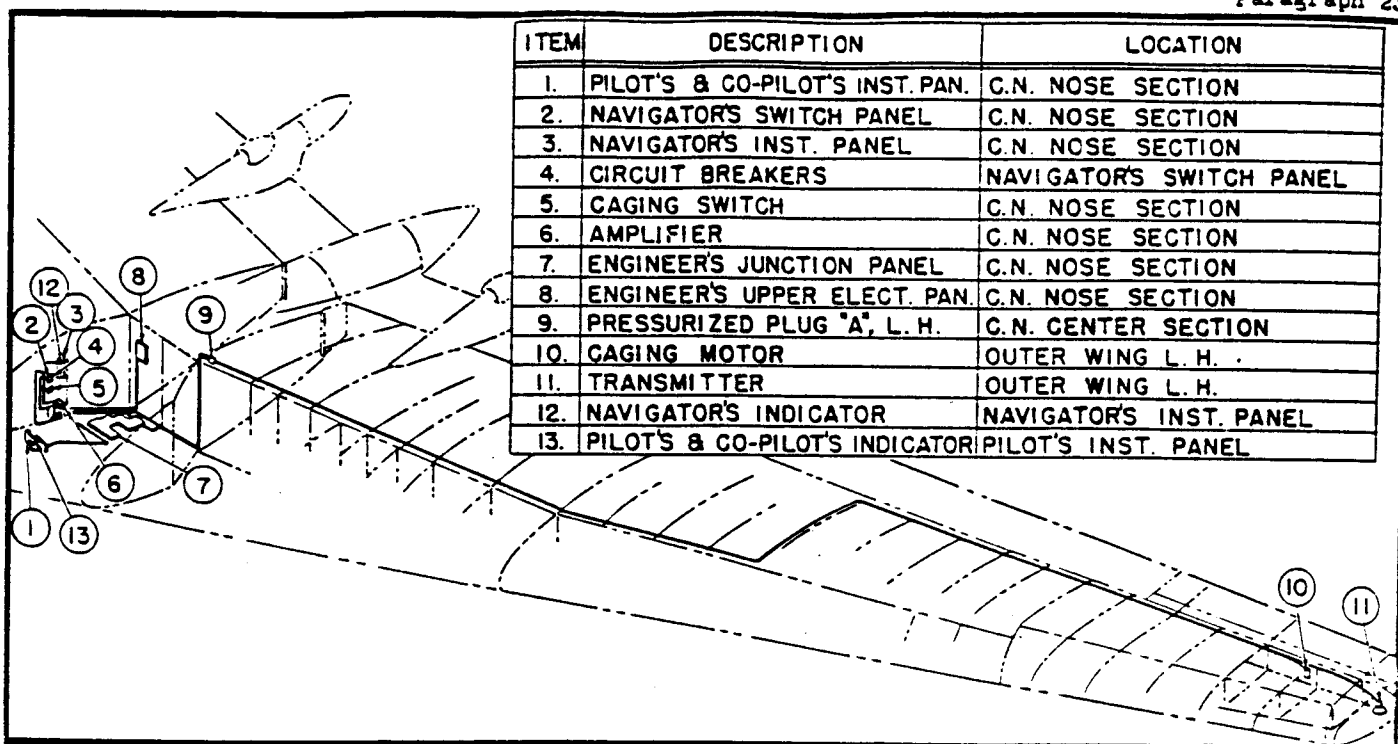 Paragraph 23
ITEM DESCRIPTION LOCATION
1. PILOT'S & CO-PILOT'S INST. PAN. C.N. NOSE SECTION
2. NAVIGATOR'S SWITCH PANEL C.N. NOSE SECTION
3. NAVIGATOR'S INST. PANEL C.N. NOSE SECTION
4. CIRCUIT BREAKERS NAVIGATOR'S SWITCH PANEL
5. CAGING SWITCH C.N. NOSE SECTION
6. AMPLIFIER C.N. NOSE SECTION
7. ENGINEER'S JUNCTION PANEL C.N. NOSE SECTION
8. ENGINEER'S UPPER ELECT. PAN. C.N. NOSE SECTION
9. PRESSURIZED PLUG "A", L.H. C.N. CENTER SECTION
10. CAGING MOTOR OUTER WING L.H.
11. TRANSMITTER OUTER WING L.H.
12. NAVIGATOR'S INDICATOR NAVIGATOR'S INST. PANEL
13. PILOT'S & CO-PILOT'S INDICATOR PILOT'S INST. PANEL
8
12
3
2
4
9
5
6
7
1
13
10
11